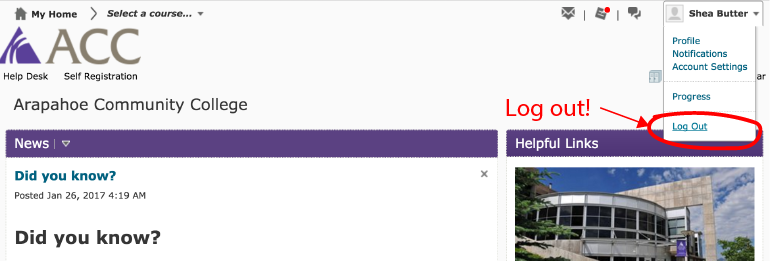 My Home
Select a course...
Shea Butter
ACC
Profile
Notifications
Account Settings
Help Desk
Self Registration
ar
Progress
Arapahoe Community College
Log out!
Log Out
News
Helpful Links
Did you know?
Posted Jan 26, 2017 4:19 AM
Did you know?